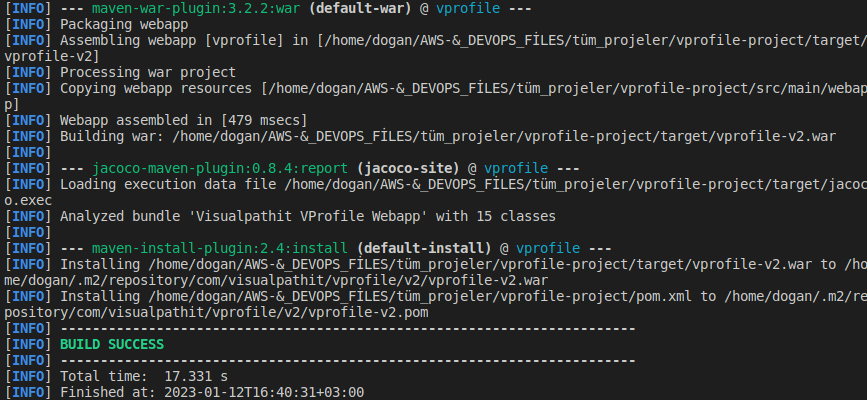 [INFO] --- maven-war-plugin:3.2.2:war (default-war) @ vprofile ---
[INFO] Packaging webapp
[INFO] Assembling webapp [vprofile] in [/home/dogan/AWS-&_DEVOPS_FİLES/tüm_projeler/vprofile-project/target/
vprofile-v2]
[INFO] Processing war project
[INFO] Copying webapp resources [/home/dogan/AWS-&_DEVOPS_FİLES/tüm_projeler/vprofile-project/src/main/webap
p]
[INFO] Webapp assembled in [479 msecs]
[INFO] Building war: /home/dogan/AWS-&_DEVOPS_FİLES/tüm_projeler/vprofile-project/target/vprofile-v2.war
[INFO]
[INFO] --- jacoco-maven-plugin:0.8.4:report (jacoco-site) @ vprofile ---
[INFO] Loading execution data file /home/dogan/AWS-&_DEVOPS_FİLES/tüm_projeler/vprofile-project/target/jacoc
o.exec
[INFO] Analyzed bundle 'Visualpathit VProfile Webapp' with 15 classes
[INFO]
[INFO] --- maven-install-plugin:2.4:install (default-install) @ vprofile ---
[INFO] Installing /home/dogan/AWS-&_DEVOPS_FİLES/tüm_projeler/vprofile-project/target/vprofile-v2.war to /ho
me/dogan/.m2/repository/com/visualpathit/vprofile/v2/vprofile-v2.war
[INFO] Installing /home/dogan/AWS-&_DEVOPS_FİLES/tüm_projeler/vprofile-project/pom.xml to /home/dogan/.m2/re
pository/com/visualpathit/vprofile/v2/vprofile-v2.pom
[INFO] ------------------------------------------------------------------------
[INFO] BUILD SUCCESS
[INFO] ------------------------------------------------------------------------
[INFO] Total time:  17.331 s
[INFO] Finished at: 2023-01-12T16:40:31+03:00